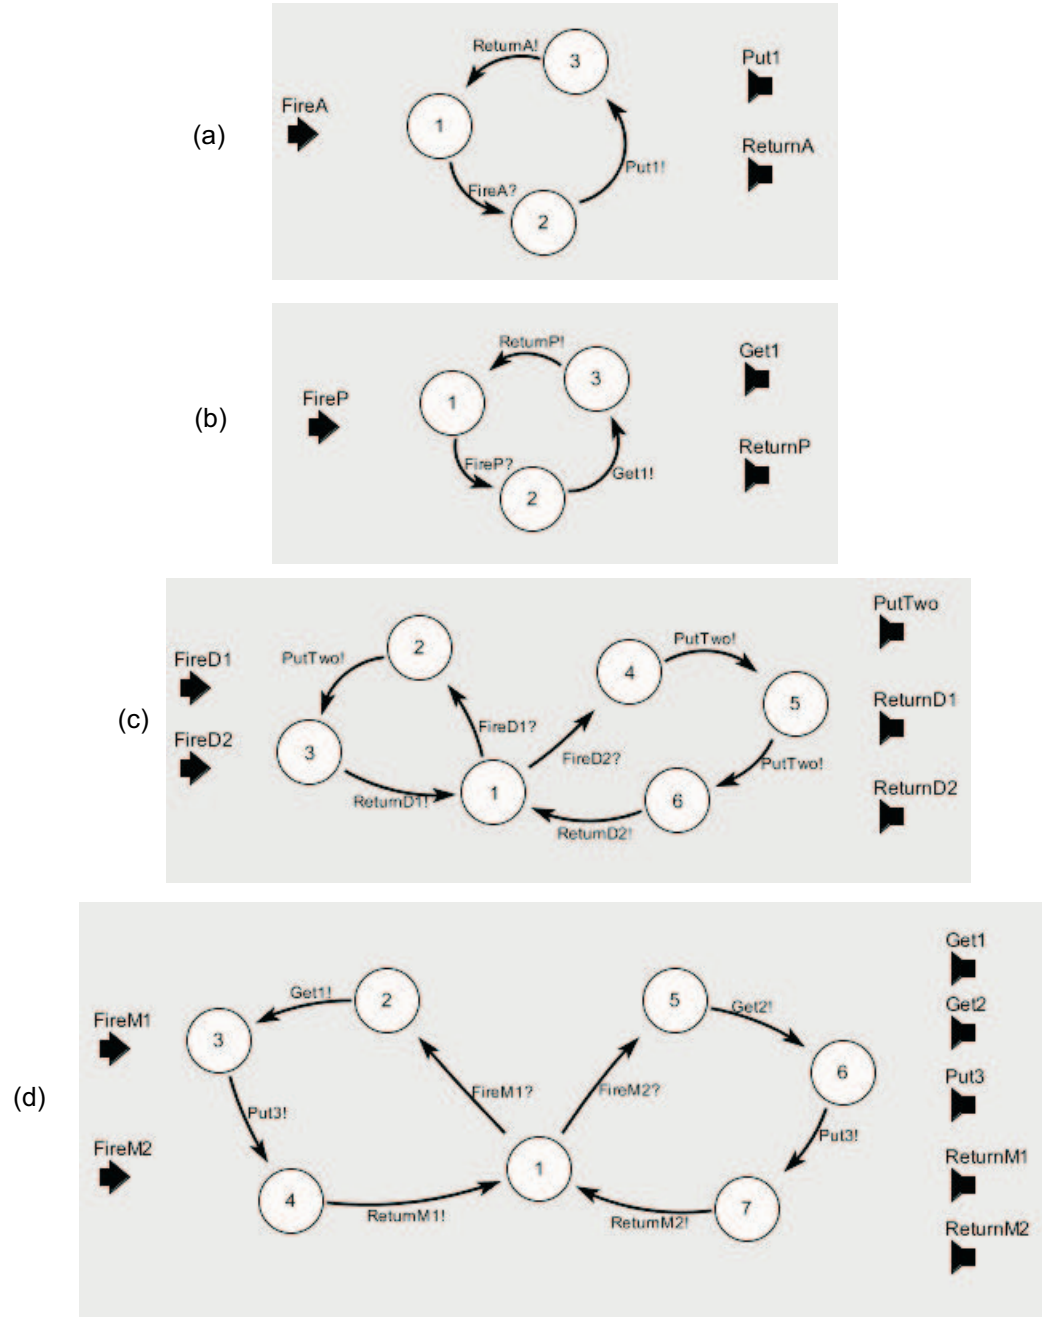 (a)
FireA
ReturnA!
3
1
FireA?
2
Put1!
Put1
ReturnA
(b)
FireP
ReturnP!
3
1
FireP?
2
Get1!
Get1
ReturnP
(c)
FireD1
FireD2
2
PutTwo!
3
FireD1?
ReturnD1!
1
4
PutTwo!
5
FireD2?
PutTwo!
6
ReturnD2!
PutTwo
ReturnD1
ReturnD2
(d)
FireM1
FireM2
2
Get1!
3
FireM1?
Put3!
4
ReturnM1!
1
5
Get2!
6
FireM2?
Put3!
7
ReturnM2!
Get1
Get2
Put3
ReturnM1
ReturnM2